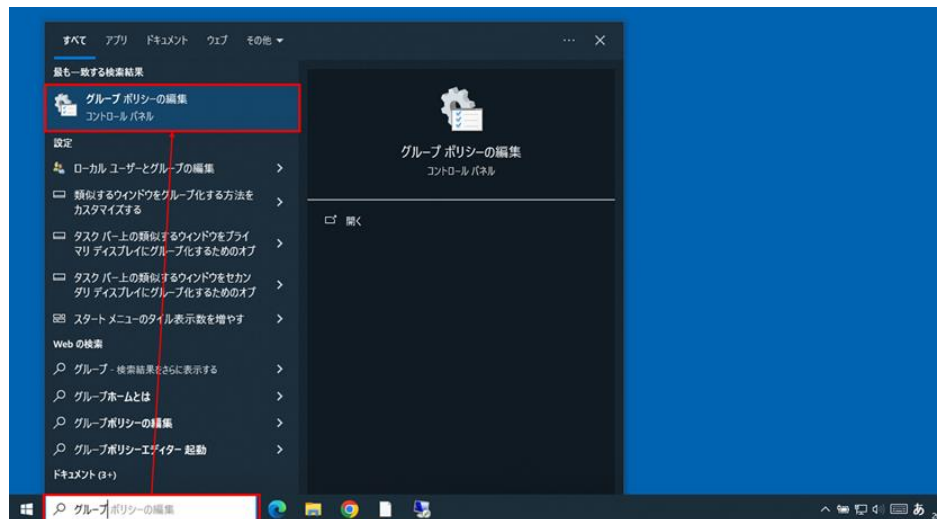 すべて アプリ ドキュメント ウェブ その他
最も一致する検索結果
グループ ポリシーの編集
コントロール パネル
設定
ローカル ユーザーとグループの編集
類似するウィンドウをグループ化する方法を
カスタマイズする
タスク バー上の類似するウィンドウをプライ
マリ ディスプレイにグループ化するためのオプ
タスク バー上の類似するウィンドウをセカン
ダリ ディスプレイにグループ化するためのオプ
スタート メニューのタイル表示数を増やす
Web の検索
グループ - 検索結果をさらに表示する
グループホームとは
グループポリシーの編集
グループポリシーエディター 起動
ドキュメント (3+)
グループ ポリシーの編集
コントロール パネル
開く
グループ ポリシーの編集
あ